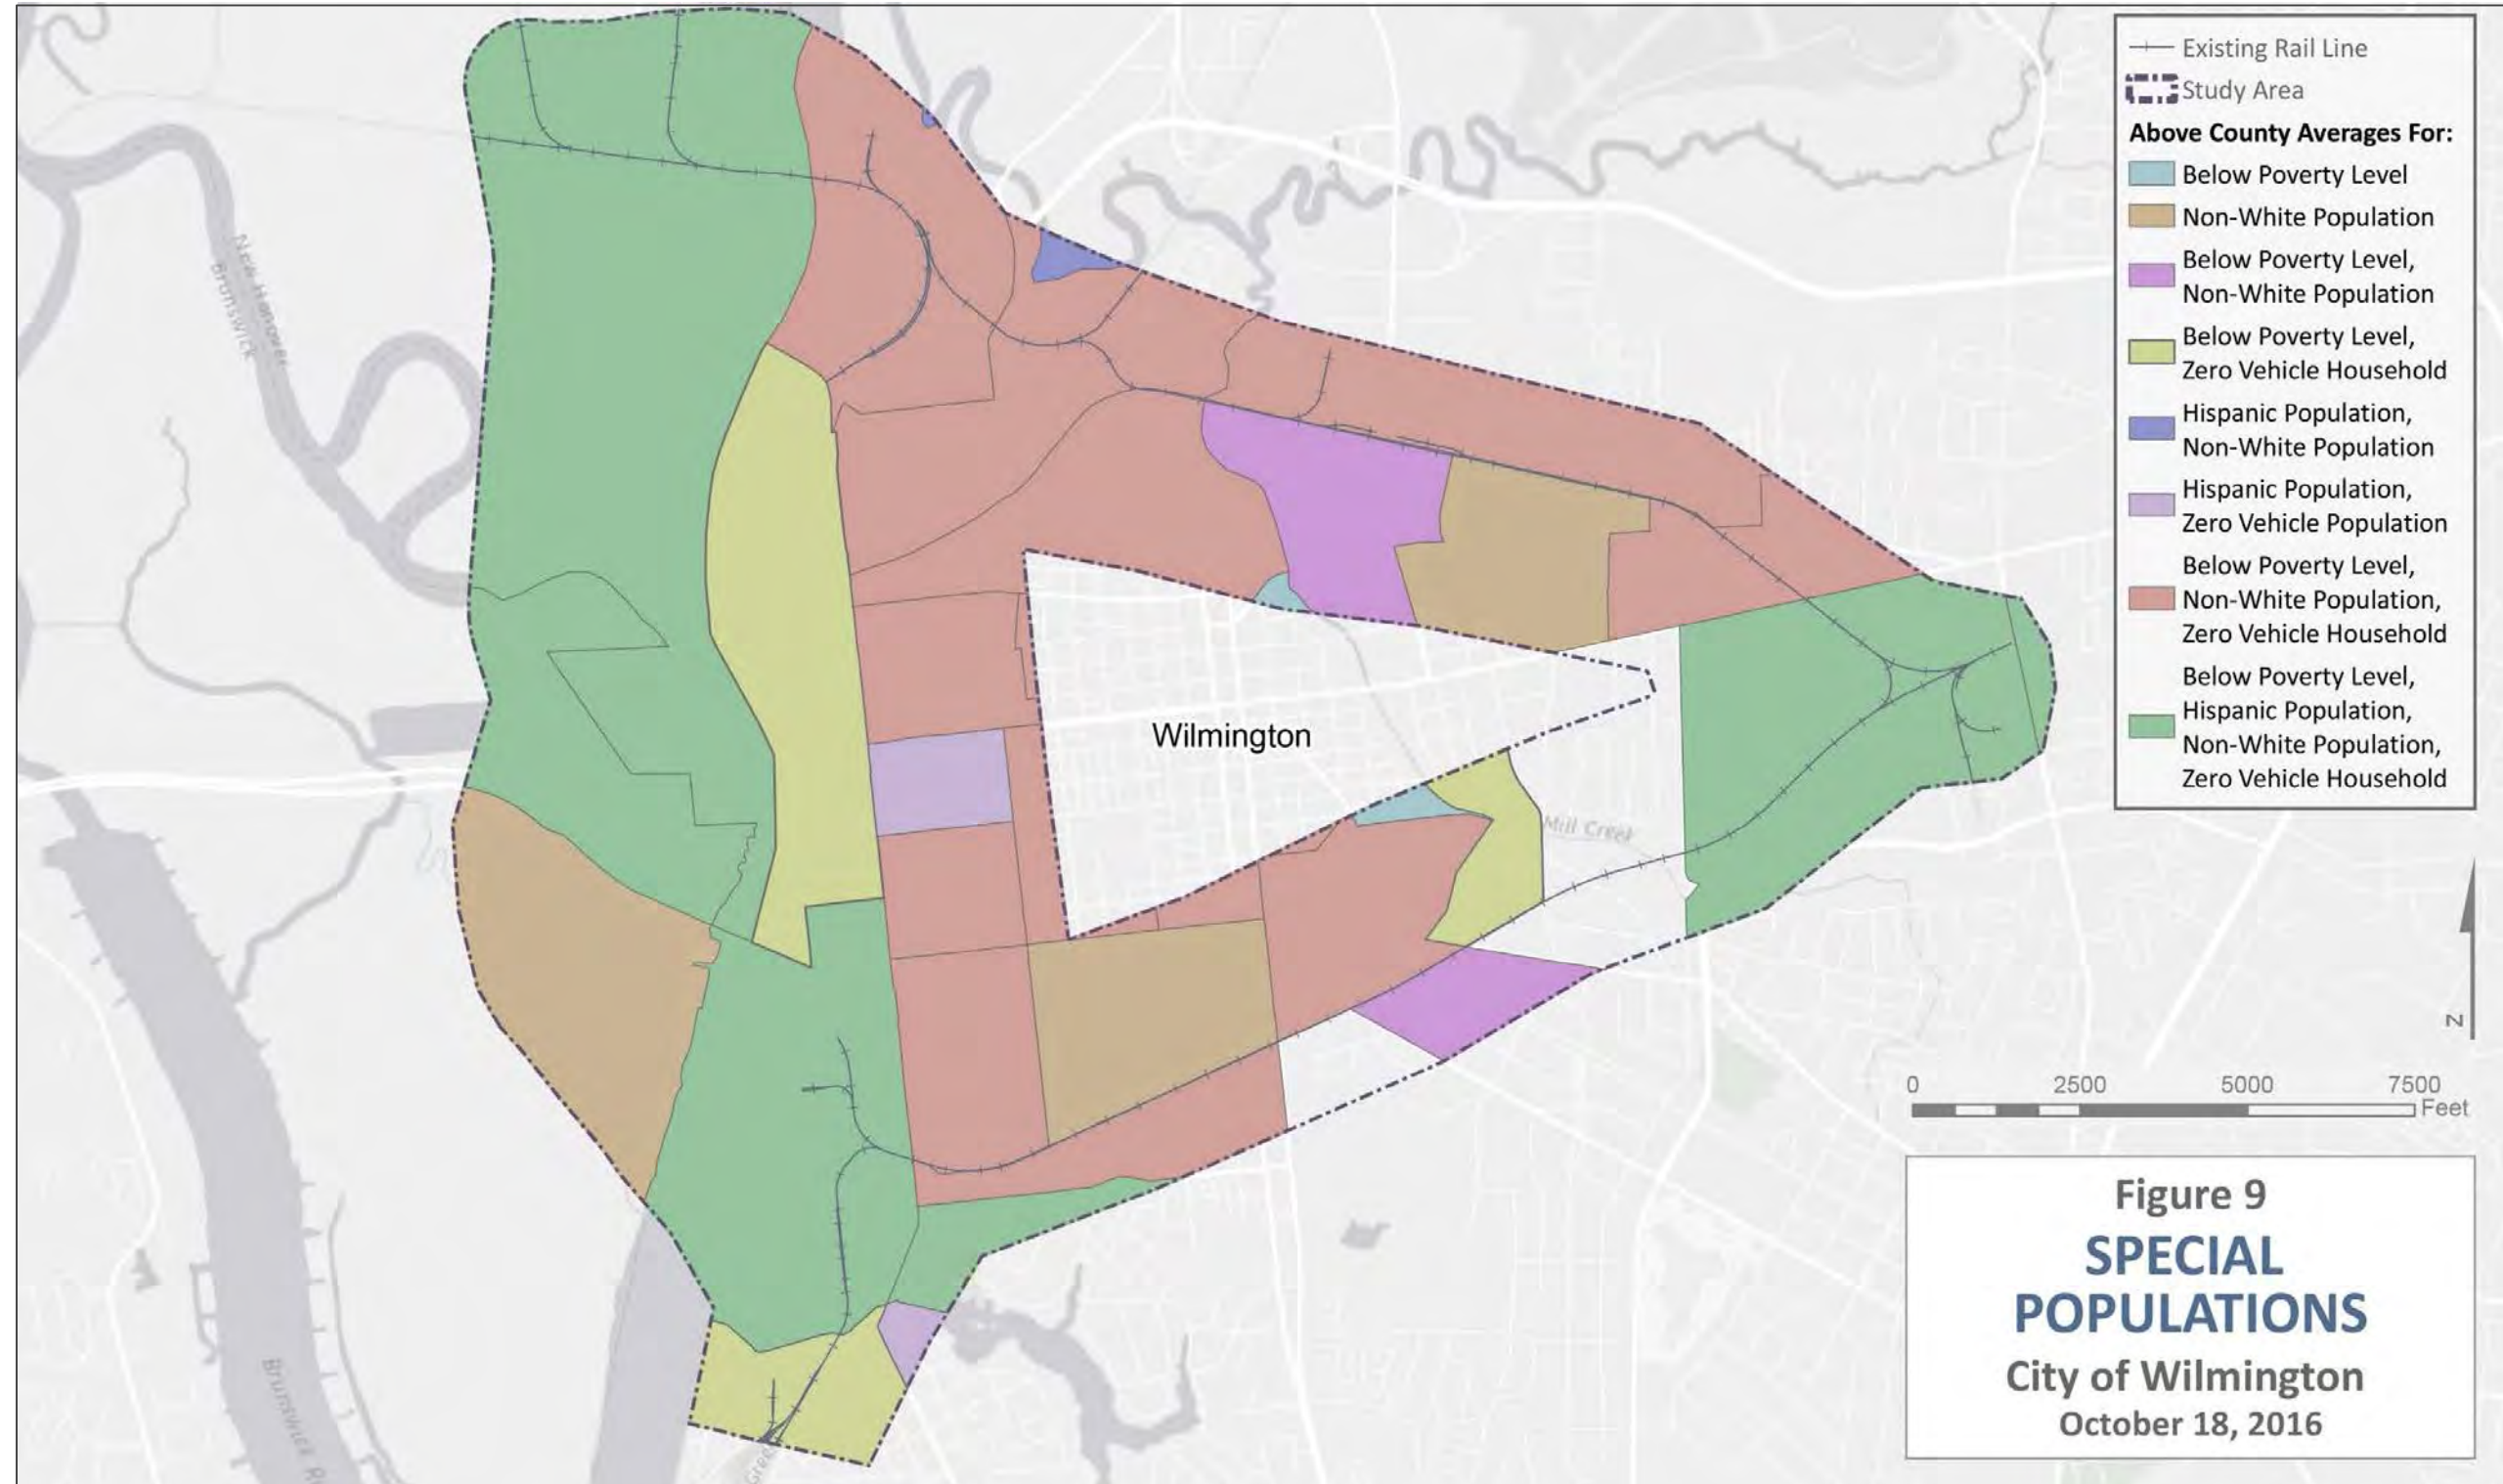 Existing Rail Line
Study Area
Above County Averages For:
Below Poverty Level
Non-White Population
Below Poverty Level,
Non-White Population
Below Poverty Level,
Zero Vehicle Household
Hispanic Population,
Non-White Population
Hispanic Population,
Zero Vehicle Population
Below Poverty Level,
Non-White Population,
Zero Vehicle Household
Below Poverty Level,
Hispanic Population,
Non-White Population,
Zero Vehicle Household
New Hanover
Brunswick
Wilmington
Mill Creek
Brunswick
N
0 2500 5000 7500
Feet
Figure 9
SPECIAL
POPULATIONS
City of Wilmington
October 18, 2016